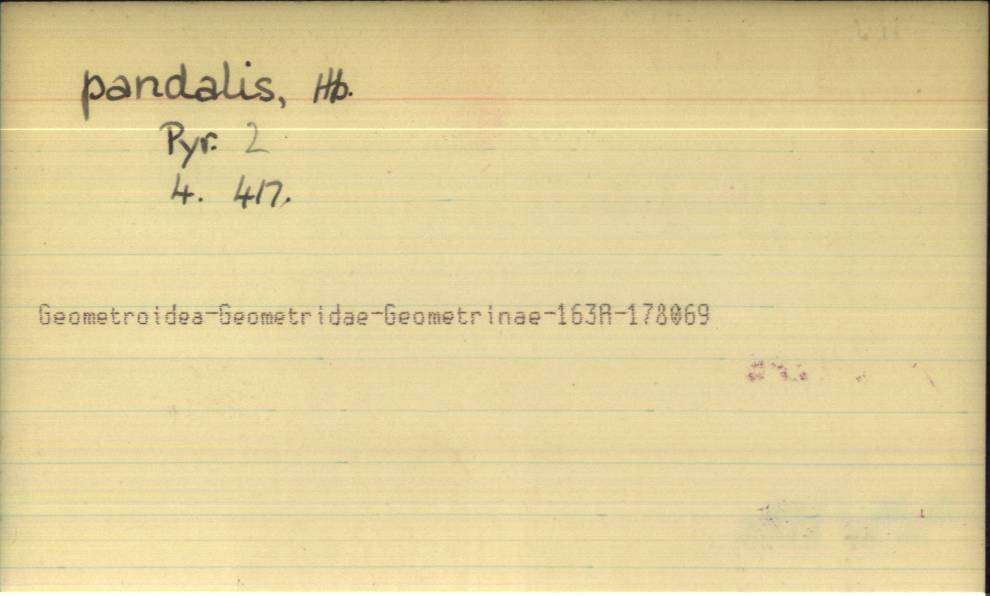 pandalis, Hb.
Pyr. 2
4. 417.
Geometroidea-Geometridae-Geometrinae-163A-178069